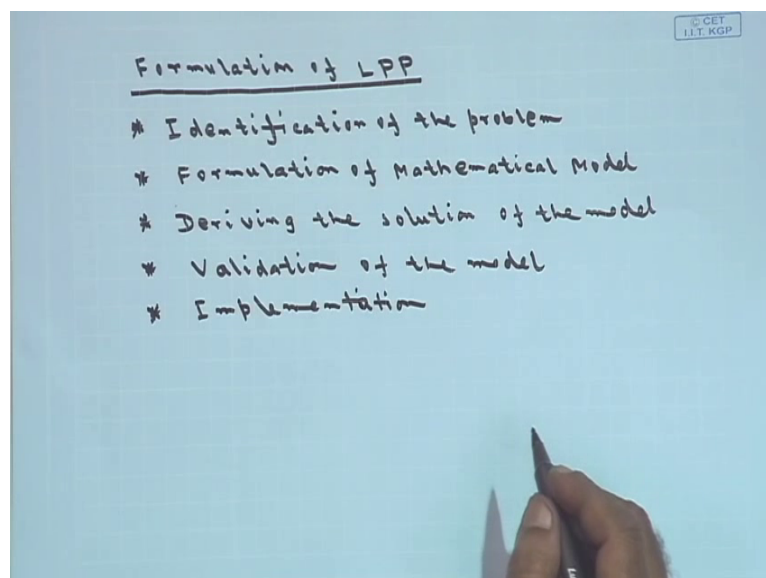 © CET
I.I.T. KGP
Formulation of LPP
* Identification of the problem
* Formulation of Mathematical Model
* Deriving the solution of the model
* Validation of the model
* Implementation